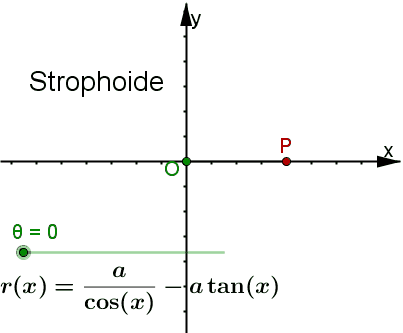 y
Strophoide
P
x
O
θ = 0
r(x) = a/cos(x) − a tan(x)